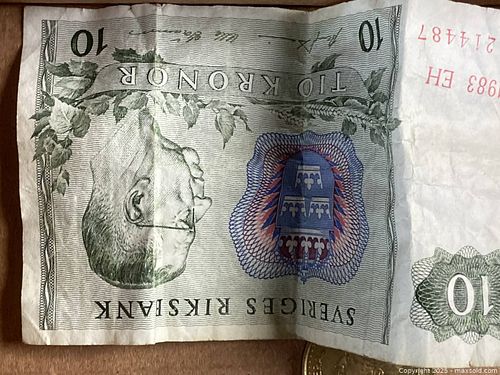 SVERIGES RIKSBANK
10
TIO KRONOR
10 10
1983 EH
214487
Copyright 2025 - maxsold.com